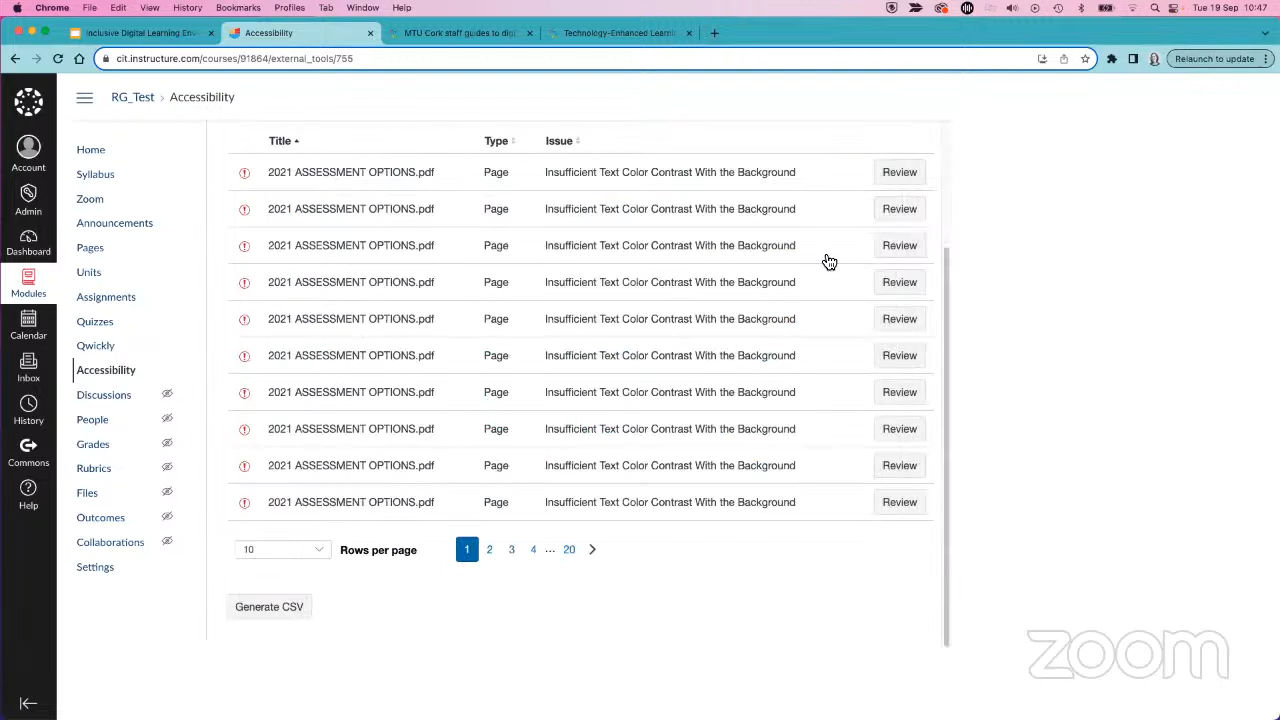 Chrome File Edit View History Bookmarks Profiles Tab Window Help Tue 19 Sep 10:47
Inclusive Digital Learning Env Accessibility MTU Cork staff guides to digi Technology-Enhanced Learni
cit.instructure.com/courses/91864/external_tools/755 Relaunch to update
RG_Test Accessibility
Account
Admin
Dashboard
Modules
Calendar
Inbox
History
Commons
Help
Home
Syllabus
Zoom
Announcements
Pages
Units
Assignments
Quizzes
Qwickly
Accessibility
Discussions
People
Grades
Rubrics
Files
Outcomes
Collaborations
Settings
Title Type Issue
2021 ASSESSMENT OPTIONS.pdf Page Insufficient Text Color Contrast With the Background Review
2021 ASSESSMENT OPTIONS.pdf Page Insufficient Text Color Contrast With the Background Review
2021 ASSESSMENT OPTIONS.pdf Page Insufficient Text Color Contrast With the Background Review
2021 ASSESSMENT OPTIONS.pdf Page Insufficient Text Color Contrast With the Background Review
2021 ASSESSMENT OPTIONS.pdf Page Insufficient Text Color Contrast With the Background Review
2021 ASSESSMENT OPTIONS.pdf Page Insufficient Text Color Contrast With the Background Review
2021 ASSESSMENT OPTIONS.pdf Page Insufficient Text Color Contrast With the Background Review
2021 ASSESSMENT OPTIONS.pdf Page Insufficient Text Color Contrast With the Background Review
2021 ASSESSMENT OPTIONS.pdf Page Insufficient Text Color Contrast With the Background Review
2021 ASSESSMENT OPTIONS.pdf Page Insufficient Text Color Contrast With the Background Review
10 Rows per page 1 2 3 4 ... 20
Generate CSV
zoom